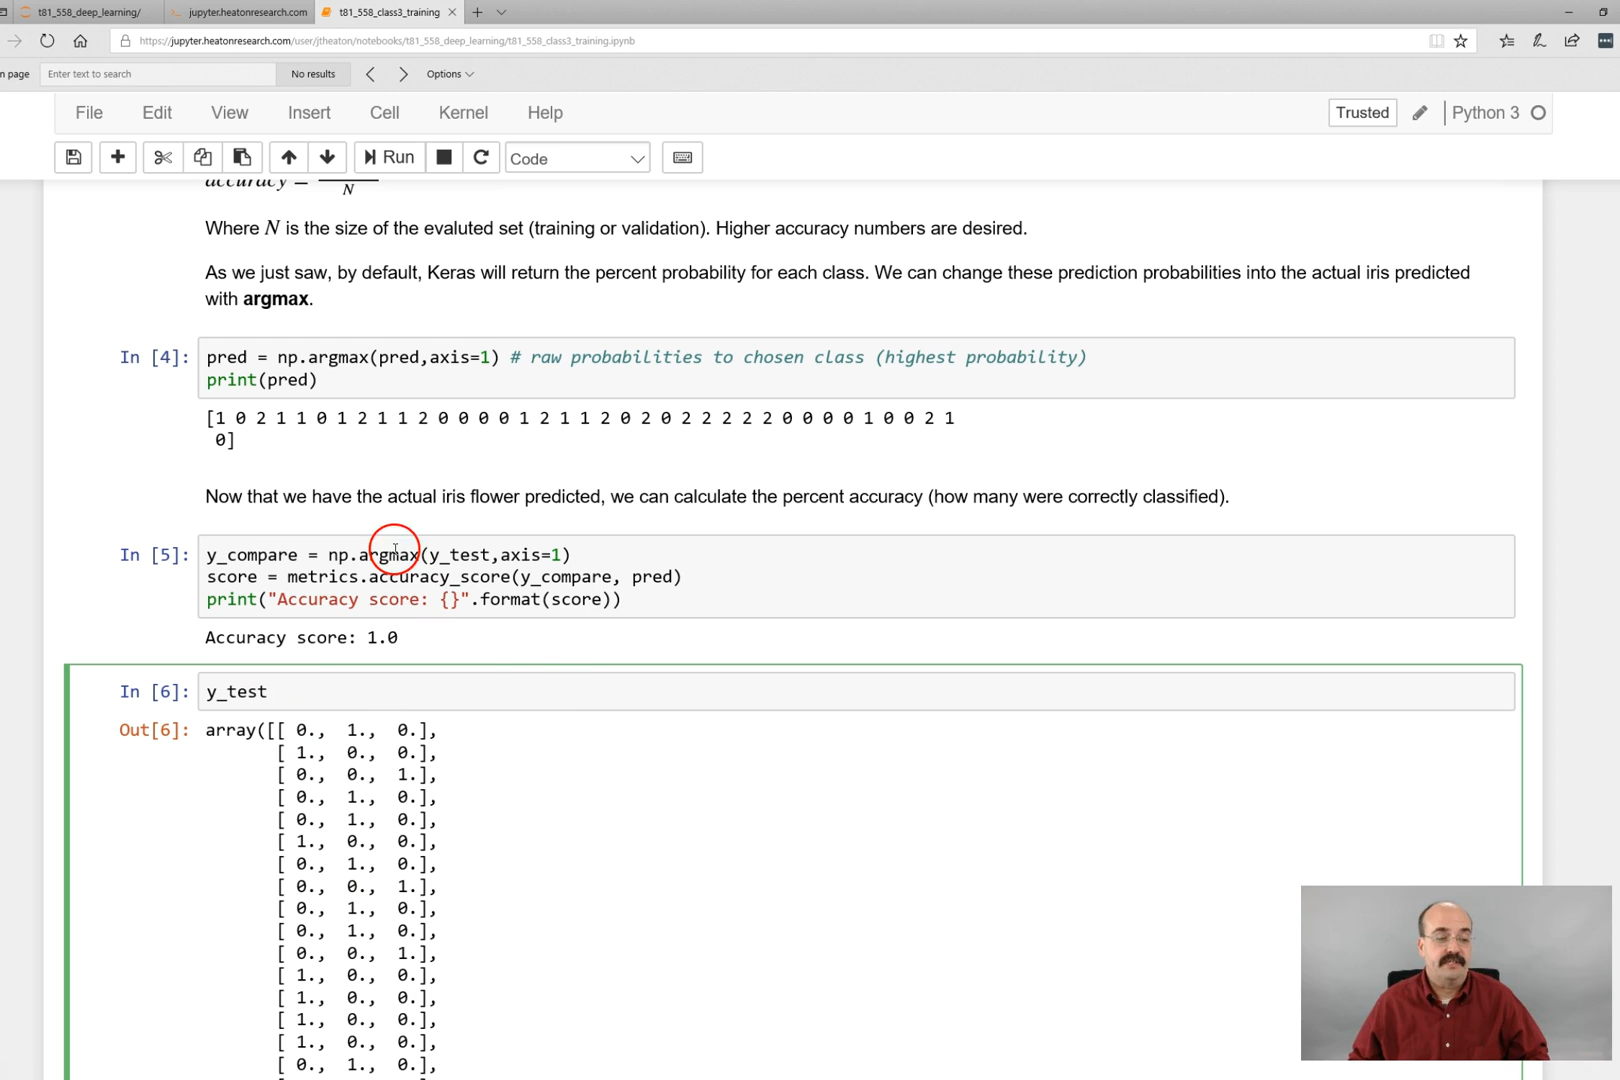 t81_558_deep_learning/
jupyter.heatonresearch.com
t81_558_class3_training
https://jupyter.heatonresearch.com/user/jtheaton/notebooks/t81_558_deep_learning/t81_558_class3_training.ipynb
n page
Enter text to search
No results
Options
File Edit View Insert Cell Kernel Help
Trusted
Python 3
Run
Code
accuracy = N
Where N is the size of the evaluted set (training or validation). Higher accuracy numbers are desired.
As we just saw, by default, Keras will return the percent probability for each class. We can change these prediction probabilities into the actual iris predicted
with argmax.
In [4]: pred = np.argmax(pred,axis=1) # raw probabilities to chosen class (highest probability)
print(pred)
[1 0 2 1 1 0 1 2 1 1 2 0 0 0 0 1 2 1 1 2 0 2 0 2 2 2 2 2 0 0 0 0 1 0 0 2 1
0]
Now that we have the actual iris flower predicted, we can calculate the percent accuracy (how many were correctly classified).
In [5]: y_compare = np.argmax(y_test,axis=1)
score = metrics.accuracy_score(y_compare, pred)
print("Accuracy score: {}".format(score))
Accuracy score: 1.0
In [6]: y_test
Out[6]: array([[ 0., 1., 0.],
[ 1., 0., 0.],
[ 0., 0., 1.],
[ 0., 1., 0.],
[ 0., 1., 0.],
[ 1., 0., 0.],
[ 0., 1., 0.],
[ 0., 0., 1.],
[ 0., 1., 0.],
[ 0., 1., 0.],
[ 0., 0., 1.],
[ 1., 0., 0.],
[ 1., 0., 0.],
[ 1., 0., 0.],
[ 1., 0., 0.],
[ 0., 1., 0.],